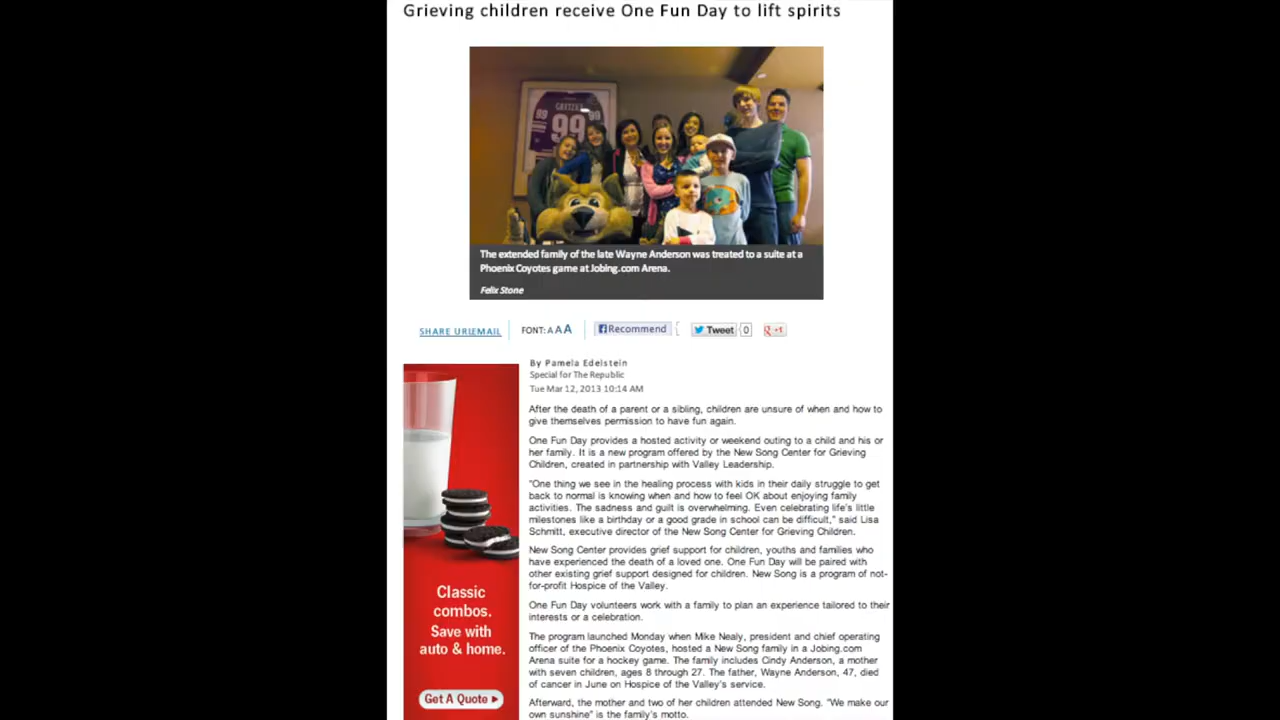 Grieving children receive One Fun Day to lift spirits
GRETZKY
99
99
99
The extended family of the late Wayne Anderson was treated to a suite at a
Phoenix Coyotes game at Jobing.com Arena.
Felix Stone
SHARE URL EMAIL FONT: A A A Recommend Tweet 0 +1
By Pamela Edelstein
Special for The Republic
Tue Mar 12, 2013 10:14 AM
After the death of a parent or a sibling, children are unsure of when and how to
give themselves permission to have fun again.
One Fun Day provides a hosted activity or weekend outing to a child and his or
her family. It is a new program offered by the New Song Center for Grieving
Children, created in partnership with Valley Leadership.
"One thing we see in the healing process with kids in their daily struggle to get
back to normal is knowing when and how to feel OK about enjoying family
activities. The sadness and guilt is overwhelming. Even celebrating life's little
milestones like a birthday or a good grade in school can be difficult," said Lisa
Schmitt, executive director of the New Song Center for Grieving Children.
New Song Center provides grief support for children, youths and families who
have experienced the death of a loved one. One Fun Day will be paired with
other existing grief support designed for children. New Song is a program of not-
for-profit Hospice of the Valley.
One Fun Day volunteers work with a family to plan an experience tailored to their
interests or a celebration.
The program launched Monday when Mike Nealy, president and chief operating
officer of the Phoenix Coyotes, hosted a New Song family in a Jobing.com
Arena suite for a hockey game. The family includes Cindy Anderson, a mother
with seven children, ages 8 through 27. The father, Wayne Anderson, 47, died
of cancer in June on Hospice of the Valley's service.
Afterward, the mother and two of her children attended New Song. "We make our
own sunshine" is the family's motto.
Classic
combos.
Save with
auto & home.
Get A Quote